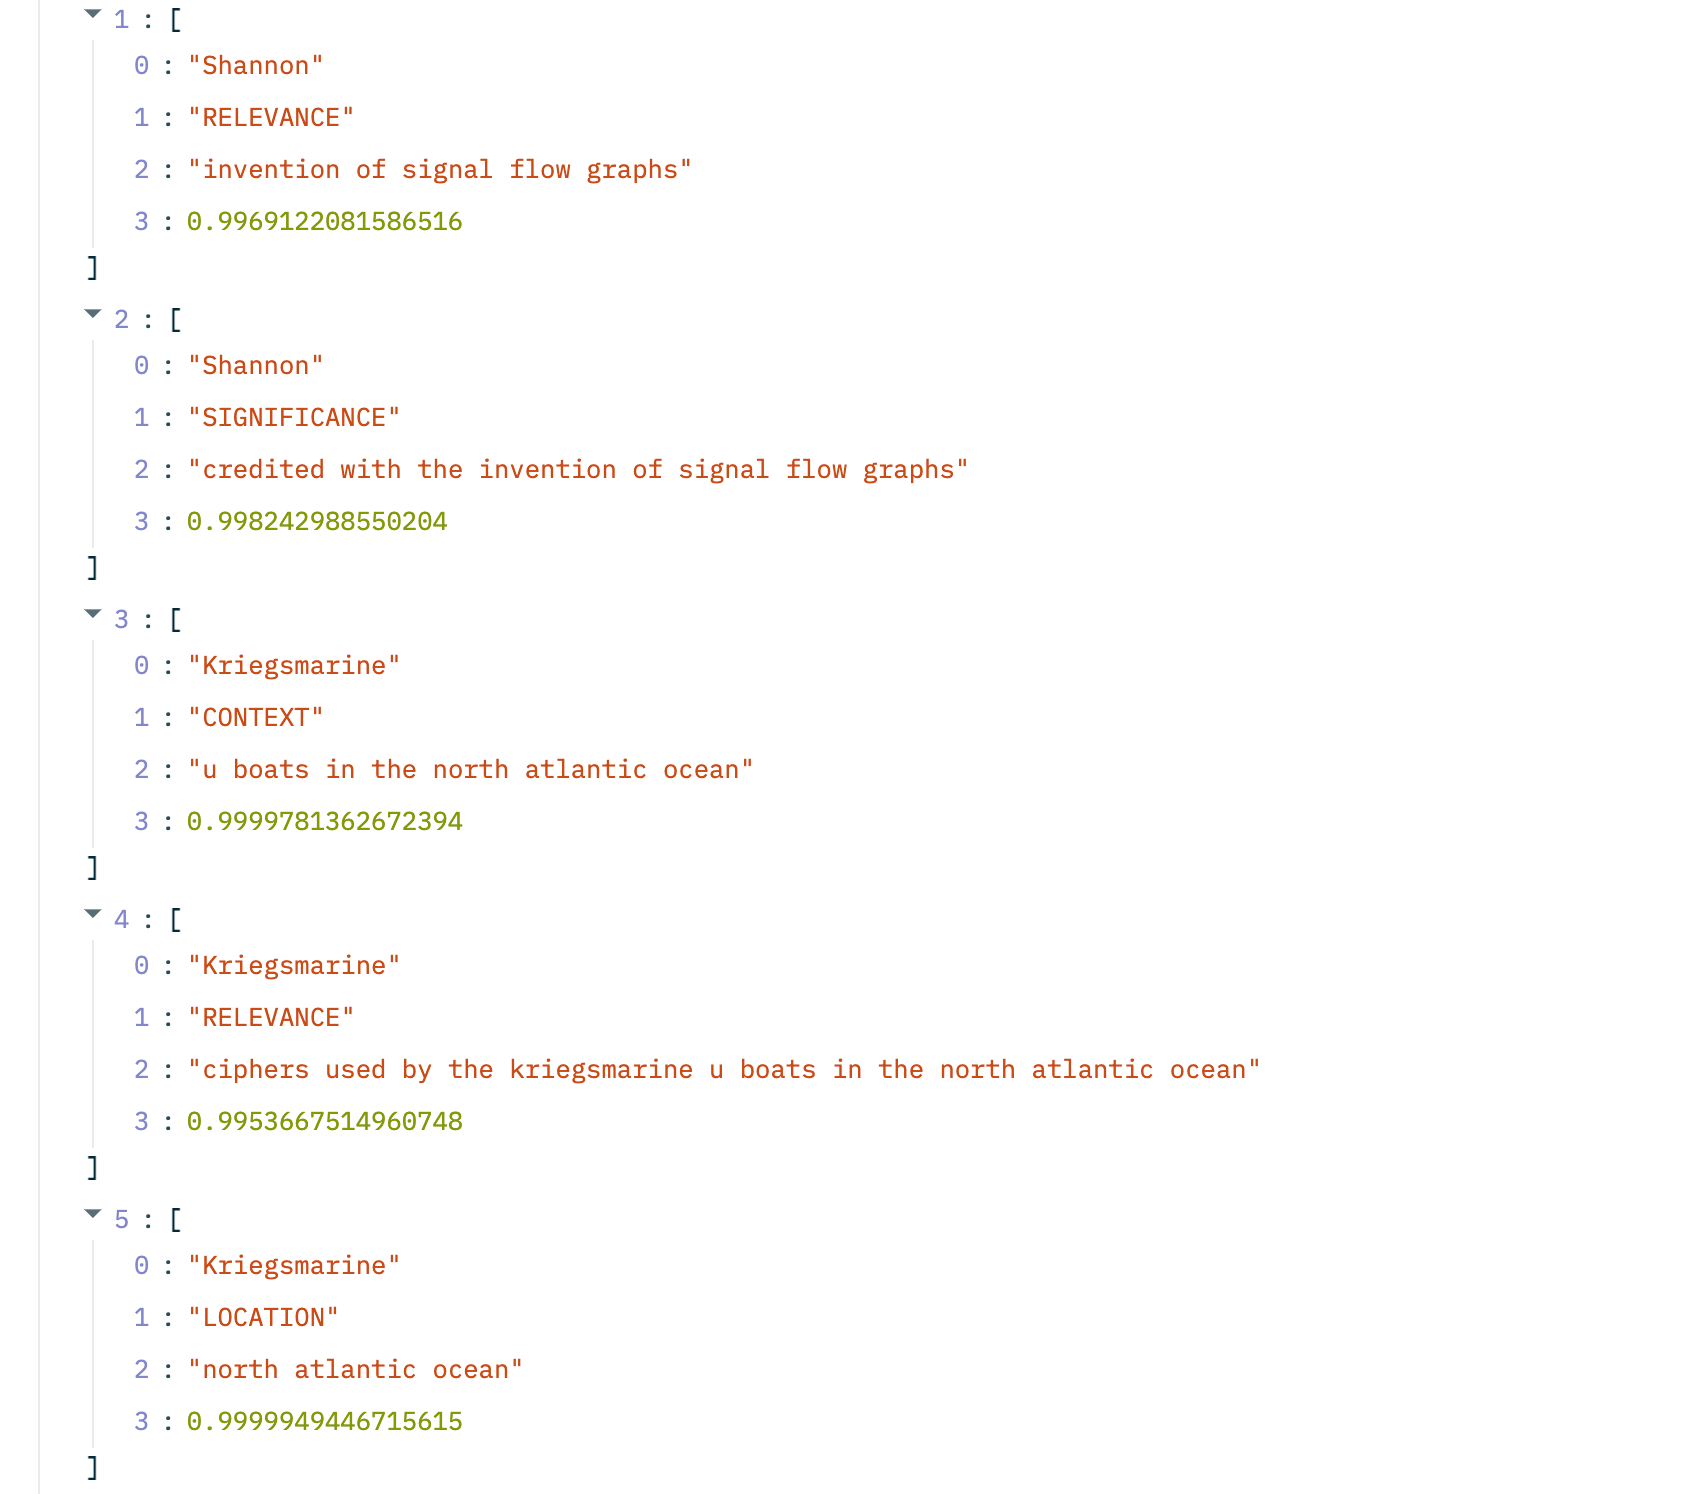 1 : [
0 : "Shannon"
1 : "RELEVANCE"
2 : "invention of signal flow graphs"
3 : 0.9969122081586516
]
2 : [
0 : "Shannon"
1 : "SIGNIFICANCE"
2 : "credited with the invention of signal flow graphs"
3 : 0.998242988550204
]
3 : [
0 : "Kriegsmarine"
1 : "CONTEXT"
2 : "u boats in the north atlantic ocean"
3 : 0.9999781362672394
]
4 : [
0 : "Kriegsmarine"
1 : "RELEVANCE"
2 : "ciphers used by the kriegsmarine u boats in the north atlantic ocean"
3 : 0.9953667514960748
]
5 : [
0 : "Kriegsmarine"
1 : "LOCATION"
2 : "north atlantic ocean"
3 : 0.9999949446715615
]